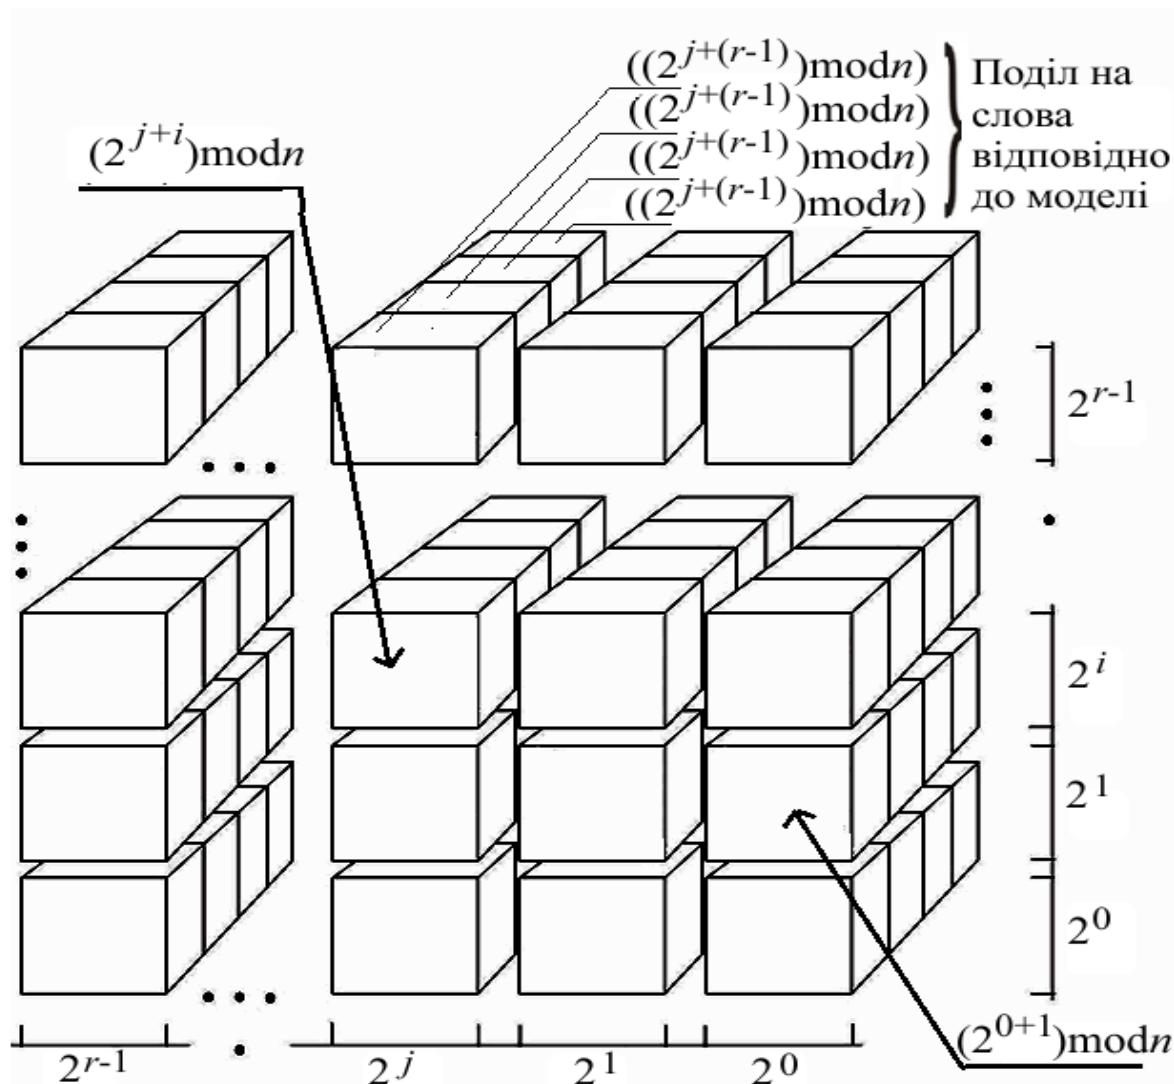 ((2^{j+(r-1)})modn) Поділ на
((2^{j+(r-1)})modn) слова
((2^{j+(r-1)})modn) відповідно
((2^{j+(r-1)})modn) до моделі
(2^{j+i})modn
2^{r-1}
2^i
2^1
2^0
(2^{0+1})modn
2^{r-1} 2^j 2^1 2^0